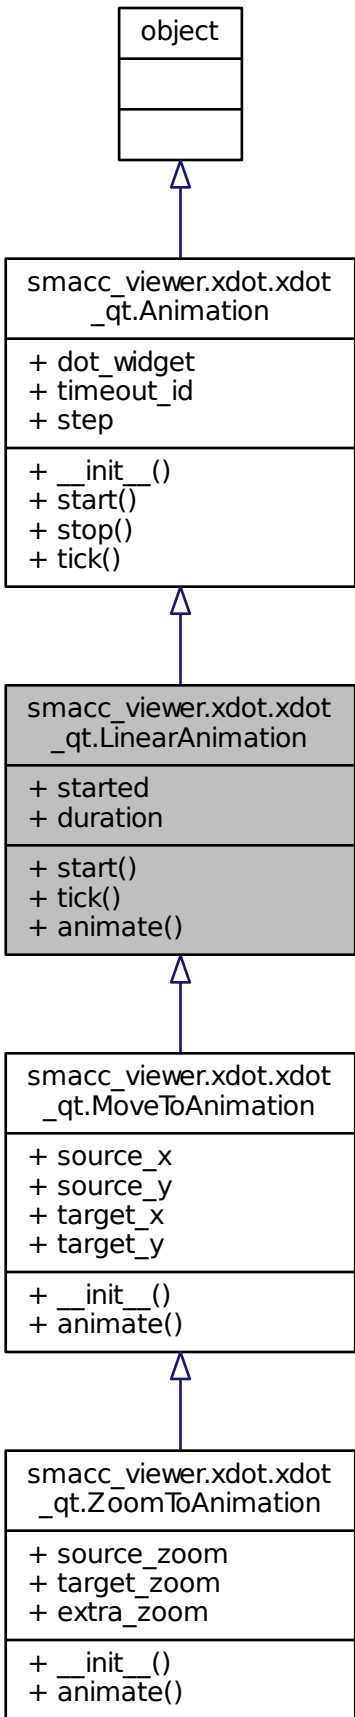 object
smacc_viewer.xdot.xdot
_qt.Animation
+ dot_widget
+ timeout_id
+ step
+ __init__()
+ start()
+ stop()
+ tick()
smacc_viewer.xdot.xdot
_qt.LinearAnimation
+ started
+ duration
+ start()
+ tick()
+ animate()
smacc_viewer.xdot.xdot
_qt.MoveToAnimation
+ source_x
+ source_y
+ target_x
+ target_y
+ __init__()
+ animate()
smacc_viewer.xdot.xdot
_qt.ZoomToAnimation
+ source_zoom
+ target_zoom
+ extra_zoom
+ __init__()
+ animate()